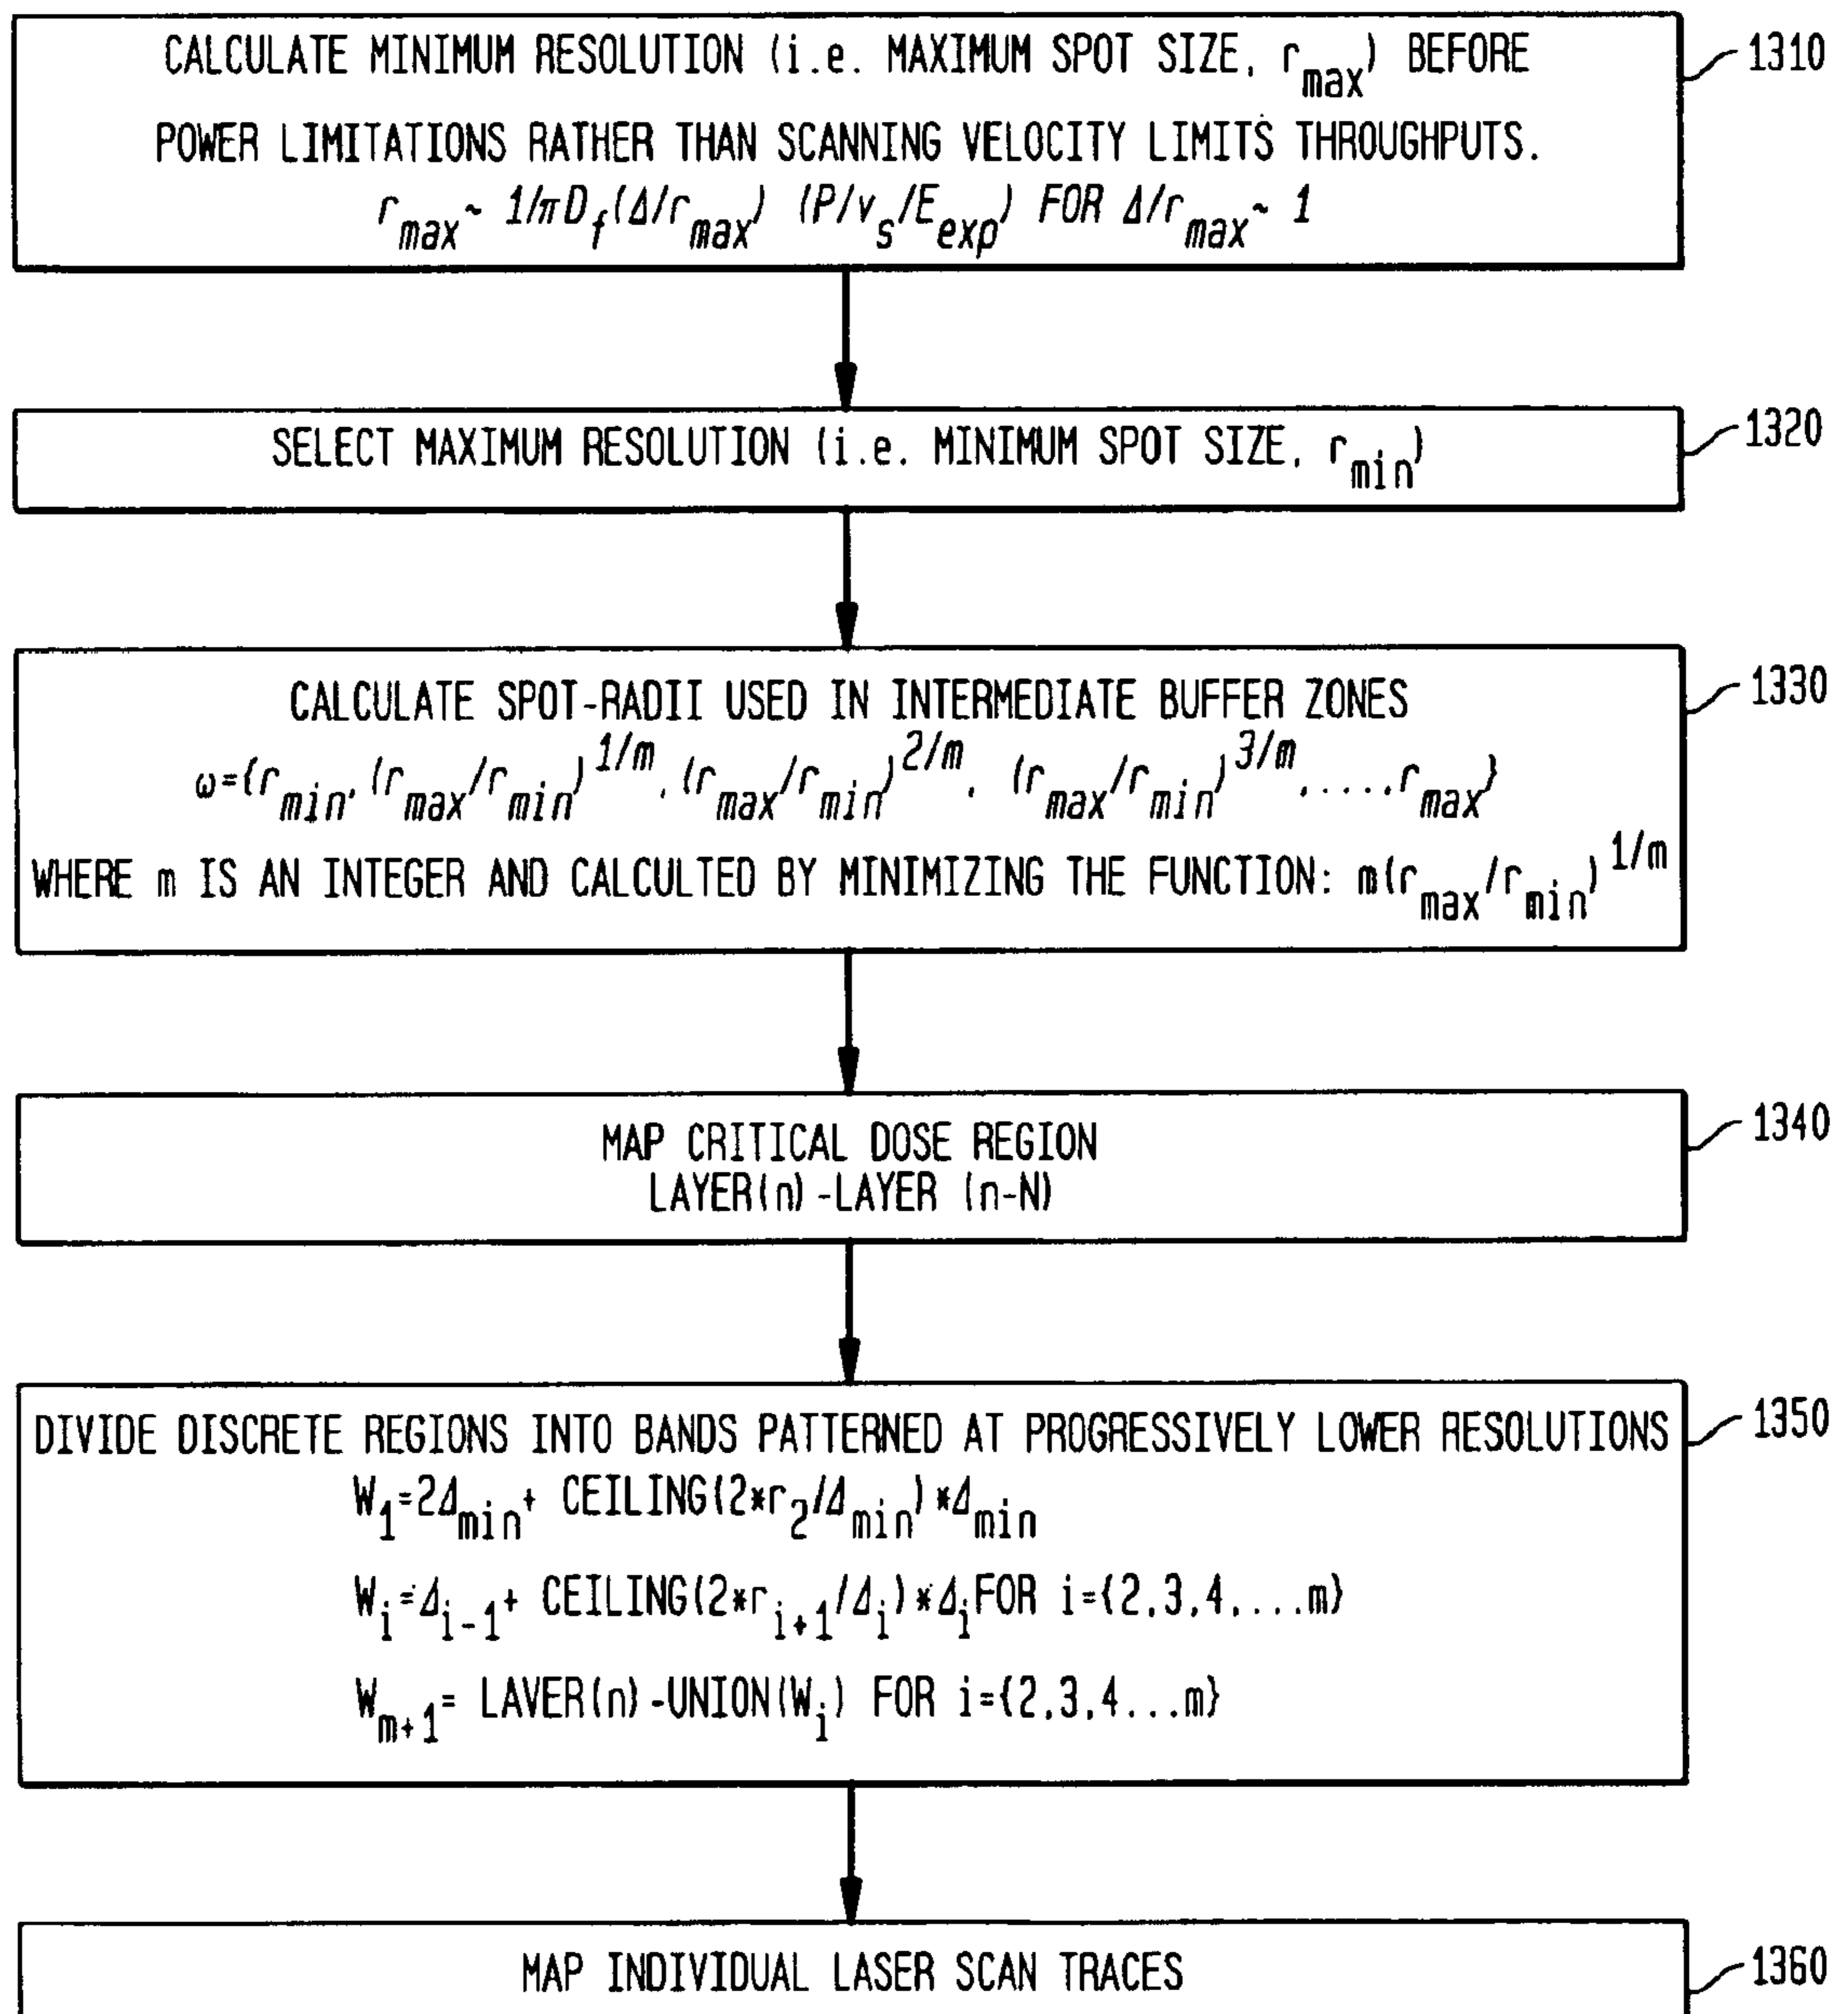 CALCULATE MINIMUM RESOLUTION (i.e. MAXIMUM SPOT SIZE, r_max) BEFORE
1310
POWER LIMITATIONS RATHER THAN SCANNING VELOCITY LIMITS THROUGHPUTS.
r_max ~ 1/πD_f(Δ/r_max) (P/v_s/E_exp) FOR Δ/r_max ~ 1
SELECT MAXIMUM RESOLUTION (i.e. MINIMUM SPOT SIZE, r_min)
1320
CALCULATE SPOT-RADII USED IN INTERMEDIATE BUFFER ZONES
1330
ω={r_min, (r_max/r_min)^1/m, (r_max/r_min)^2/m, (r_max/r_min)^3/m,....,r_max}
WHERE m IS AN INTEGER AND CALCULTED BY MINIMIZING THE FUNCTION: m(r_max/r_min)^1/m
MAP CRITICAL DOSE REGION
1340
LAYER(n)-LAYER (n-N)
DIVIDE DISCRETE REGIONS INTO BANDS PATTERNED AT PROGRESSIVELY LOWER RESOLUTIONS
1350
W_1=2Δ_min+ CEILING(2*r_2/Δ_min)*Δ_min
W_i=Δ_i-1+ CEILING(2*r_i+1/Δ_i)*Δ_i FOR i={2,3,4,...m}
W_m+1= LAVER(n)-UNION(W_i) FOR i={2,3,4...m}
MAP INDIVIDUAL LASER SCAN TRACES
1360